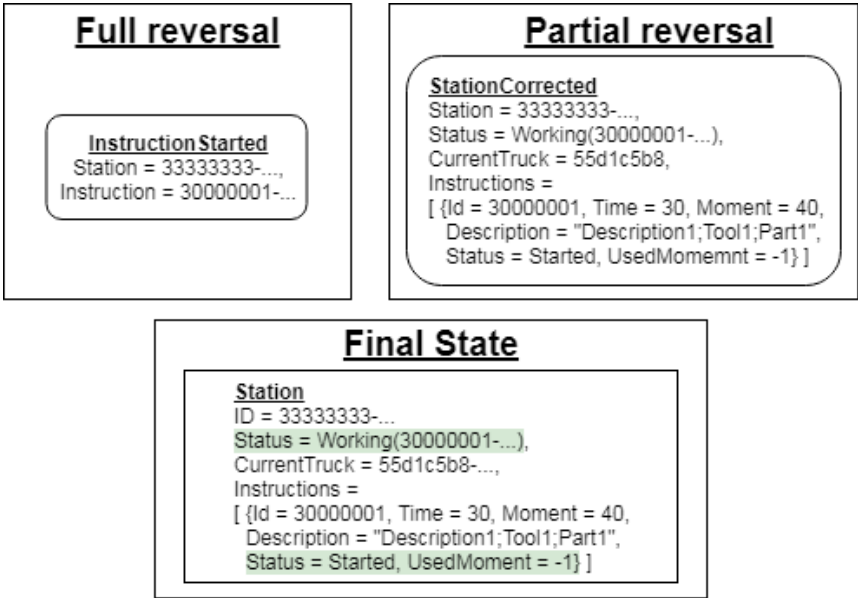 Full reversal
InstructionStarted
Station = 33333333-...,
Instruction = 30000001-...
Partial reversal
StationCorrected
Station = 33333333-...,
Status = Working(30000001-...),
CurrentTruck = 55d1c5b8,
Instructions =
[ {Id = 30000001, Time = 30, Moment = 40,
Description = "Description1;Tool1;Part1",
Status = Started, UsedMomemnt = -1} ]
Final State
Station
ID = 33333333-...
Status = Working(30000001-...),
CurrentTruck = 55d1c5b8-...,
Instructions =
[ {Id = 30000001, Time = 30, Moment = 40,
Description = "Description1;Tool1;Part1",
Status = Started, UsedMoment = -1} ]